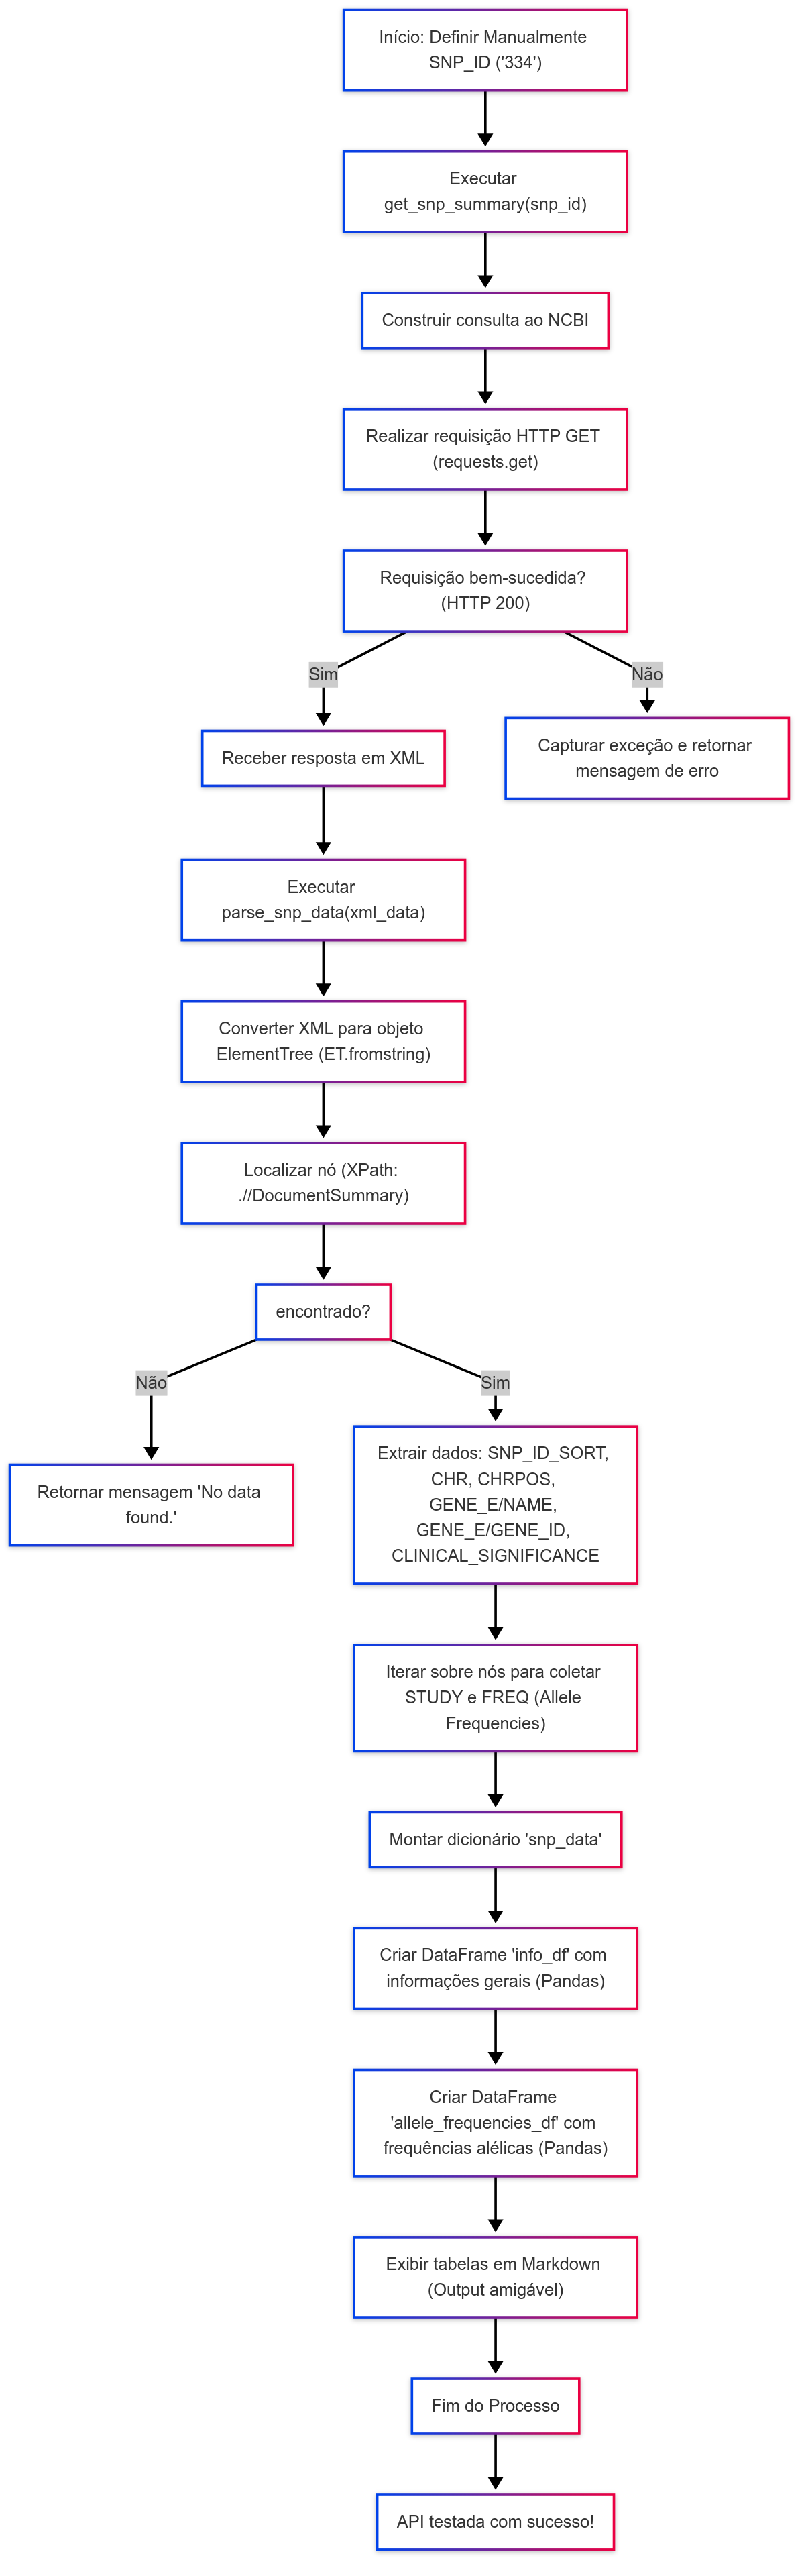 Início: Definir Manualmente
SNP_ID ('334')
Executar
get_snp_summary(snp_id)
Construir consulta ao NCBI
Realizar requisição HTTP GET
(requests.get)
Requisição bem-sucedida?
(HTTP 200)
Sim
Não
Receber resposta em XML
Capturar exceção e retornar
mensagem de erro
Executar
parse_snp_data(xml_data)
Converter XML para objeto
ElementTree (ET.fromstring)
Localizar nó (XPath:
.//DocumentSummary)
encontrado?
Não
Sim
Retornar mensagem 'No data
found.'
Extrair dados: SNP_ID_SORT,
CHR, CHRPOS,
GENE_E/NAME,
GENE_E/GENE_ID,
CLINICAL_SIGNIFICANCE
Iterar sobre nós para coletar
STUDY e FREQ (Allele
Frequencies)
Montar dicionário 'snp_data'
Criar DataFrame 'info_df' com
informações gerais (Pandas)
Criar DataFrame
'allele_frequencies_df' com
frequências alélicas (Pandas)
Exibir tabelas em Markdown
(Output amigável)
Fim do Processo
API testada com sucesso!